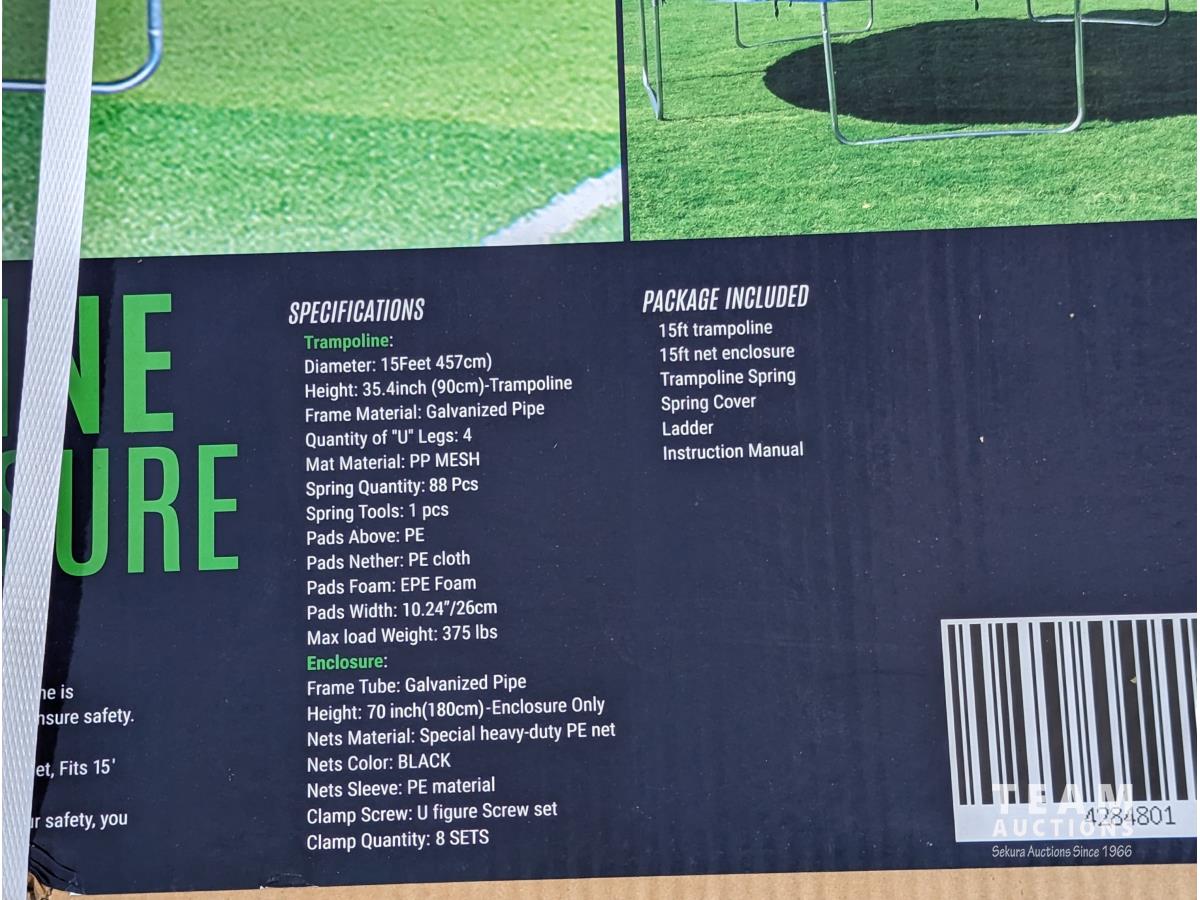 NE
URE
ne is
nsure safety.
et, Fits 15'
r safety, you
SPECIFICATIONS
Trampoline:
Diameter: 15Feet 457cm)
Height: 35.4inch (90cm)-Trampoline
Frame Material: Galvanized Pipe
Quantity of "U" Legs: 4
Mat Material: PP MESH
Spring Quantity: 88 Pcs
Spring Tools: 1 pcs
Pads Above: PE
Pads Nether: PE cloth
Pads Foam: EPE Foam
Pads Width: 10.24"/26cm
Max load Weight: 375 lbs
Enclosure:
Frame Tube: Galvanized Pipe
Height: 70 inch(180cm)-Enclosure Only
Nets Material: Special heavy-duty PE net
Nets Color: BLACK
Nets Sleeve: PE material
Clamp Screw: U figure Screw set
Clamp Quantity: 8 SETS
PACKAGE INCLUDED
15ft trampoline
15ft net enclosure
Trampoline Spring
Spring Cover
Ladder
Instruction Manual
4284801
TEAM
AUCTIONS
Sekura Auctions Since 1966